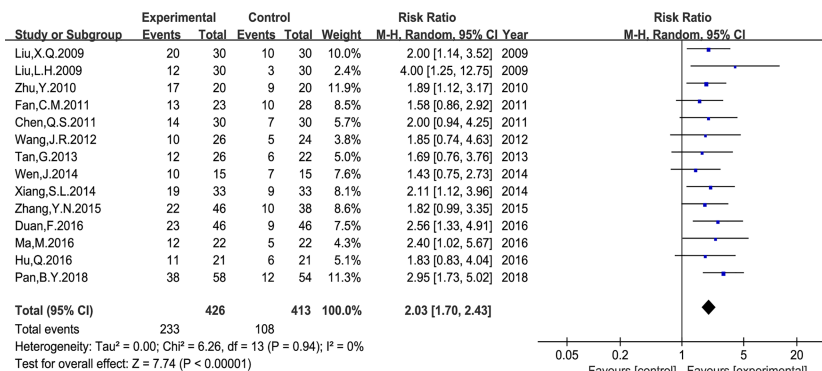 Experimental Control Risk Ratio Risk Ratio
Study or Subgroup Events Total Events Total Weight M-H, Random, 95% CI Year M-H, Random, 95% CI
Liu,X.Q.2009 20 30 10 30 10.0% 2.00 [1.14, 3.52] 2009
Liu,L.H.2009 12 30 3 30 2.4% 4.00 [1.25, 12.75] 2009
Zhu,Y.2010 17 20 9 20 11.9% 1.89 [1.12, 3.17] 2010
Fan,C.M.2011 13 23 10 28 8.5% 1.58 [0.86, 2.92] 2011
Chen,Q.S.2011 14 30 7 30 5.7% 2.00 [0.94, 4.25] 2011
Wang,J.R.2012 10 26 5 24 3.8% 1.85 [0.74, 4.63] 2012
Tan,G.2013 12 26 6 22 5.0% 1.69 [0.76, 3.76] 2013
Wen,J.2014 10 15 7 15 7.0% 1.43 [0.75, 2.73] 2014
Xiang,S.L.2014 19 33 9 33 8.1% 2.11 [1.12, 3.96] 2014
Zhang,Y.N.2015 22 46 10 38 8.6% 1.82 [0.99, 3.35] 2015
Duan,F.2016 23 46 9 46 7.5% 2.56 [1.33, 4.91] 2016
Ma,M.2016 12 22 5 22 4.3% 2.40 [1.02, 5.67] 2016
Hu,Q.2016 11 21 6 21 5.1% 1.83 [0.83, 4.04] 2016
Pan,B.Y.2018 38 58 12 54 11.3% 2.95 [1.73, 5.02] 2018
Total (95% CI) 426 413 100.0% 2.03 [1.70, 2.43]
Total events 233 108
Heterogeneity: Tau² = 0.00; Chi² = 6.26, df = 13 (P = 0.94); I² = 0%
Test for overall effect: Z = 7.74 (P < 0.00001)
0.05 0.2 1 5 20
Favours [control] Favours [experimental]